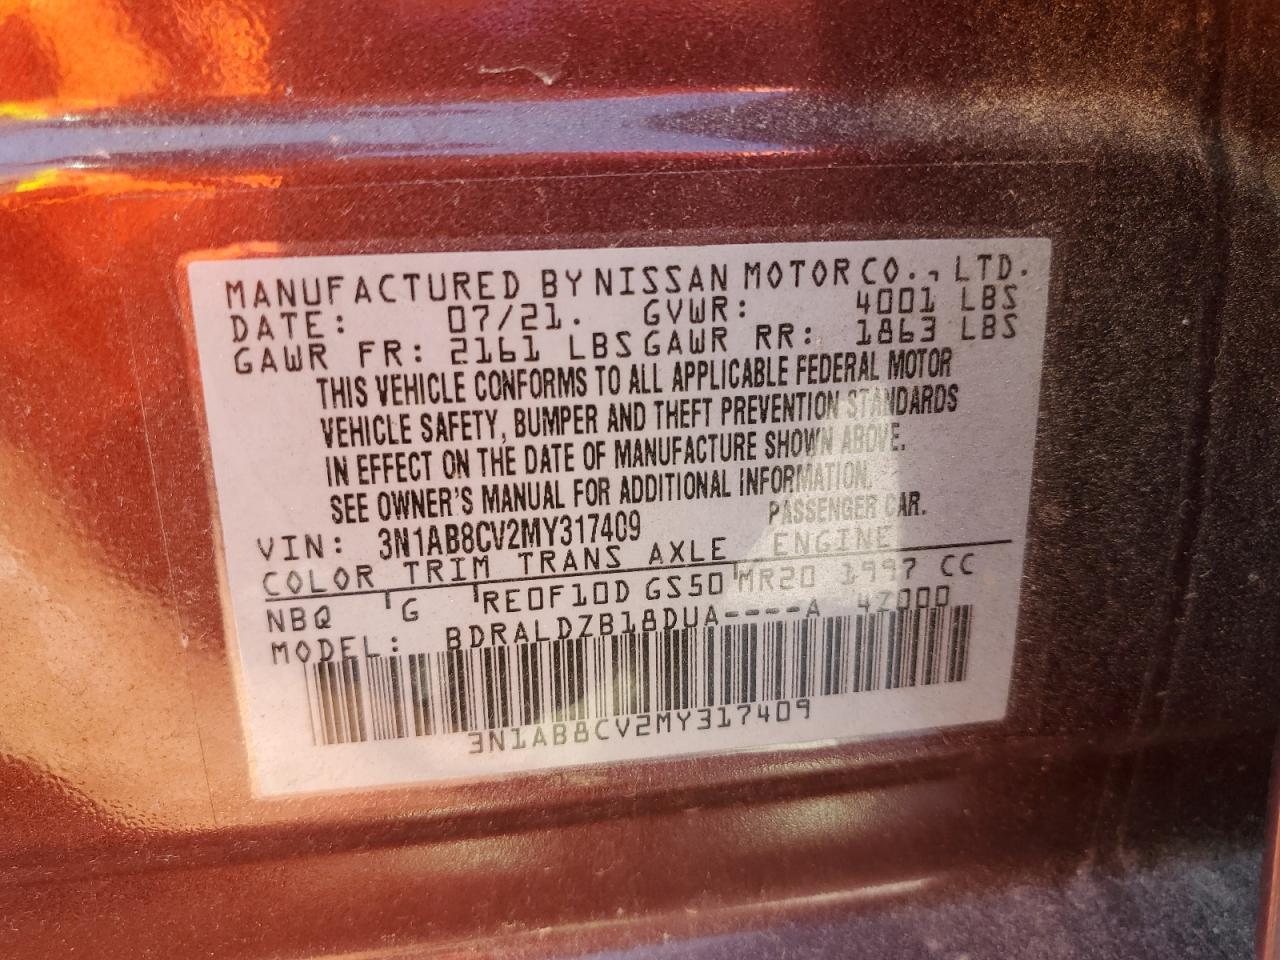 MANUFACTURED BY NISSAN MOTOR CO., LTD.
DATE: 07/21. GVWR: 4001 LBS
GAWR FR: 2161 LBS GAWR RR: 1863 LBS
THIS VEHICLE CONFORMS TO ALL APPLICABLE FEDERAL MOTOR
VEHICLE SAFETY, BUMPER AND THEFT PREVENTION STANDARDS
IN EFFECT ON THE DATE OF MANUFACTURE SHOWN ABOVE.
SEE OWNER'S MANUAL FOR ADDITIONAL INFORMATION.
VIN: 3N1AB8CV2MY317409 PASSENGER CAR.
COLOR TRIM TRANS AXLE ENGINE
NBQ G RE0F10D GS50 MR20 1997 CC
MODEL: BDRALDZB18DUA----A 4Z000
3N1AB8CV2MY317409